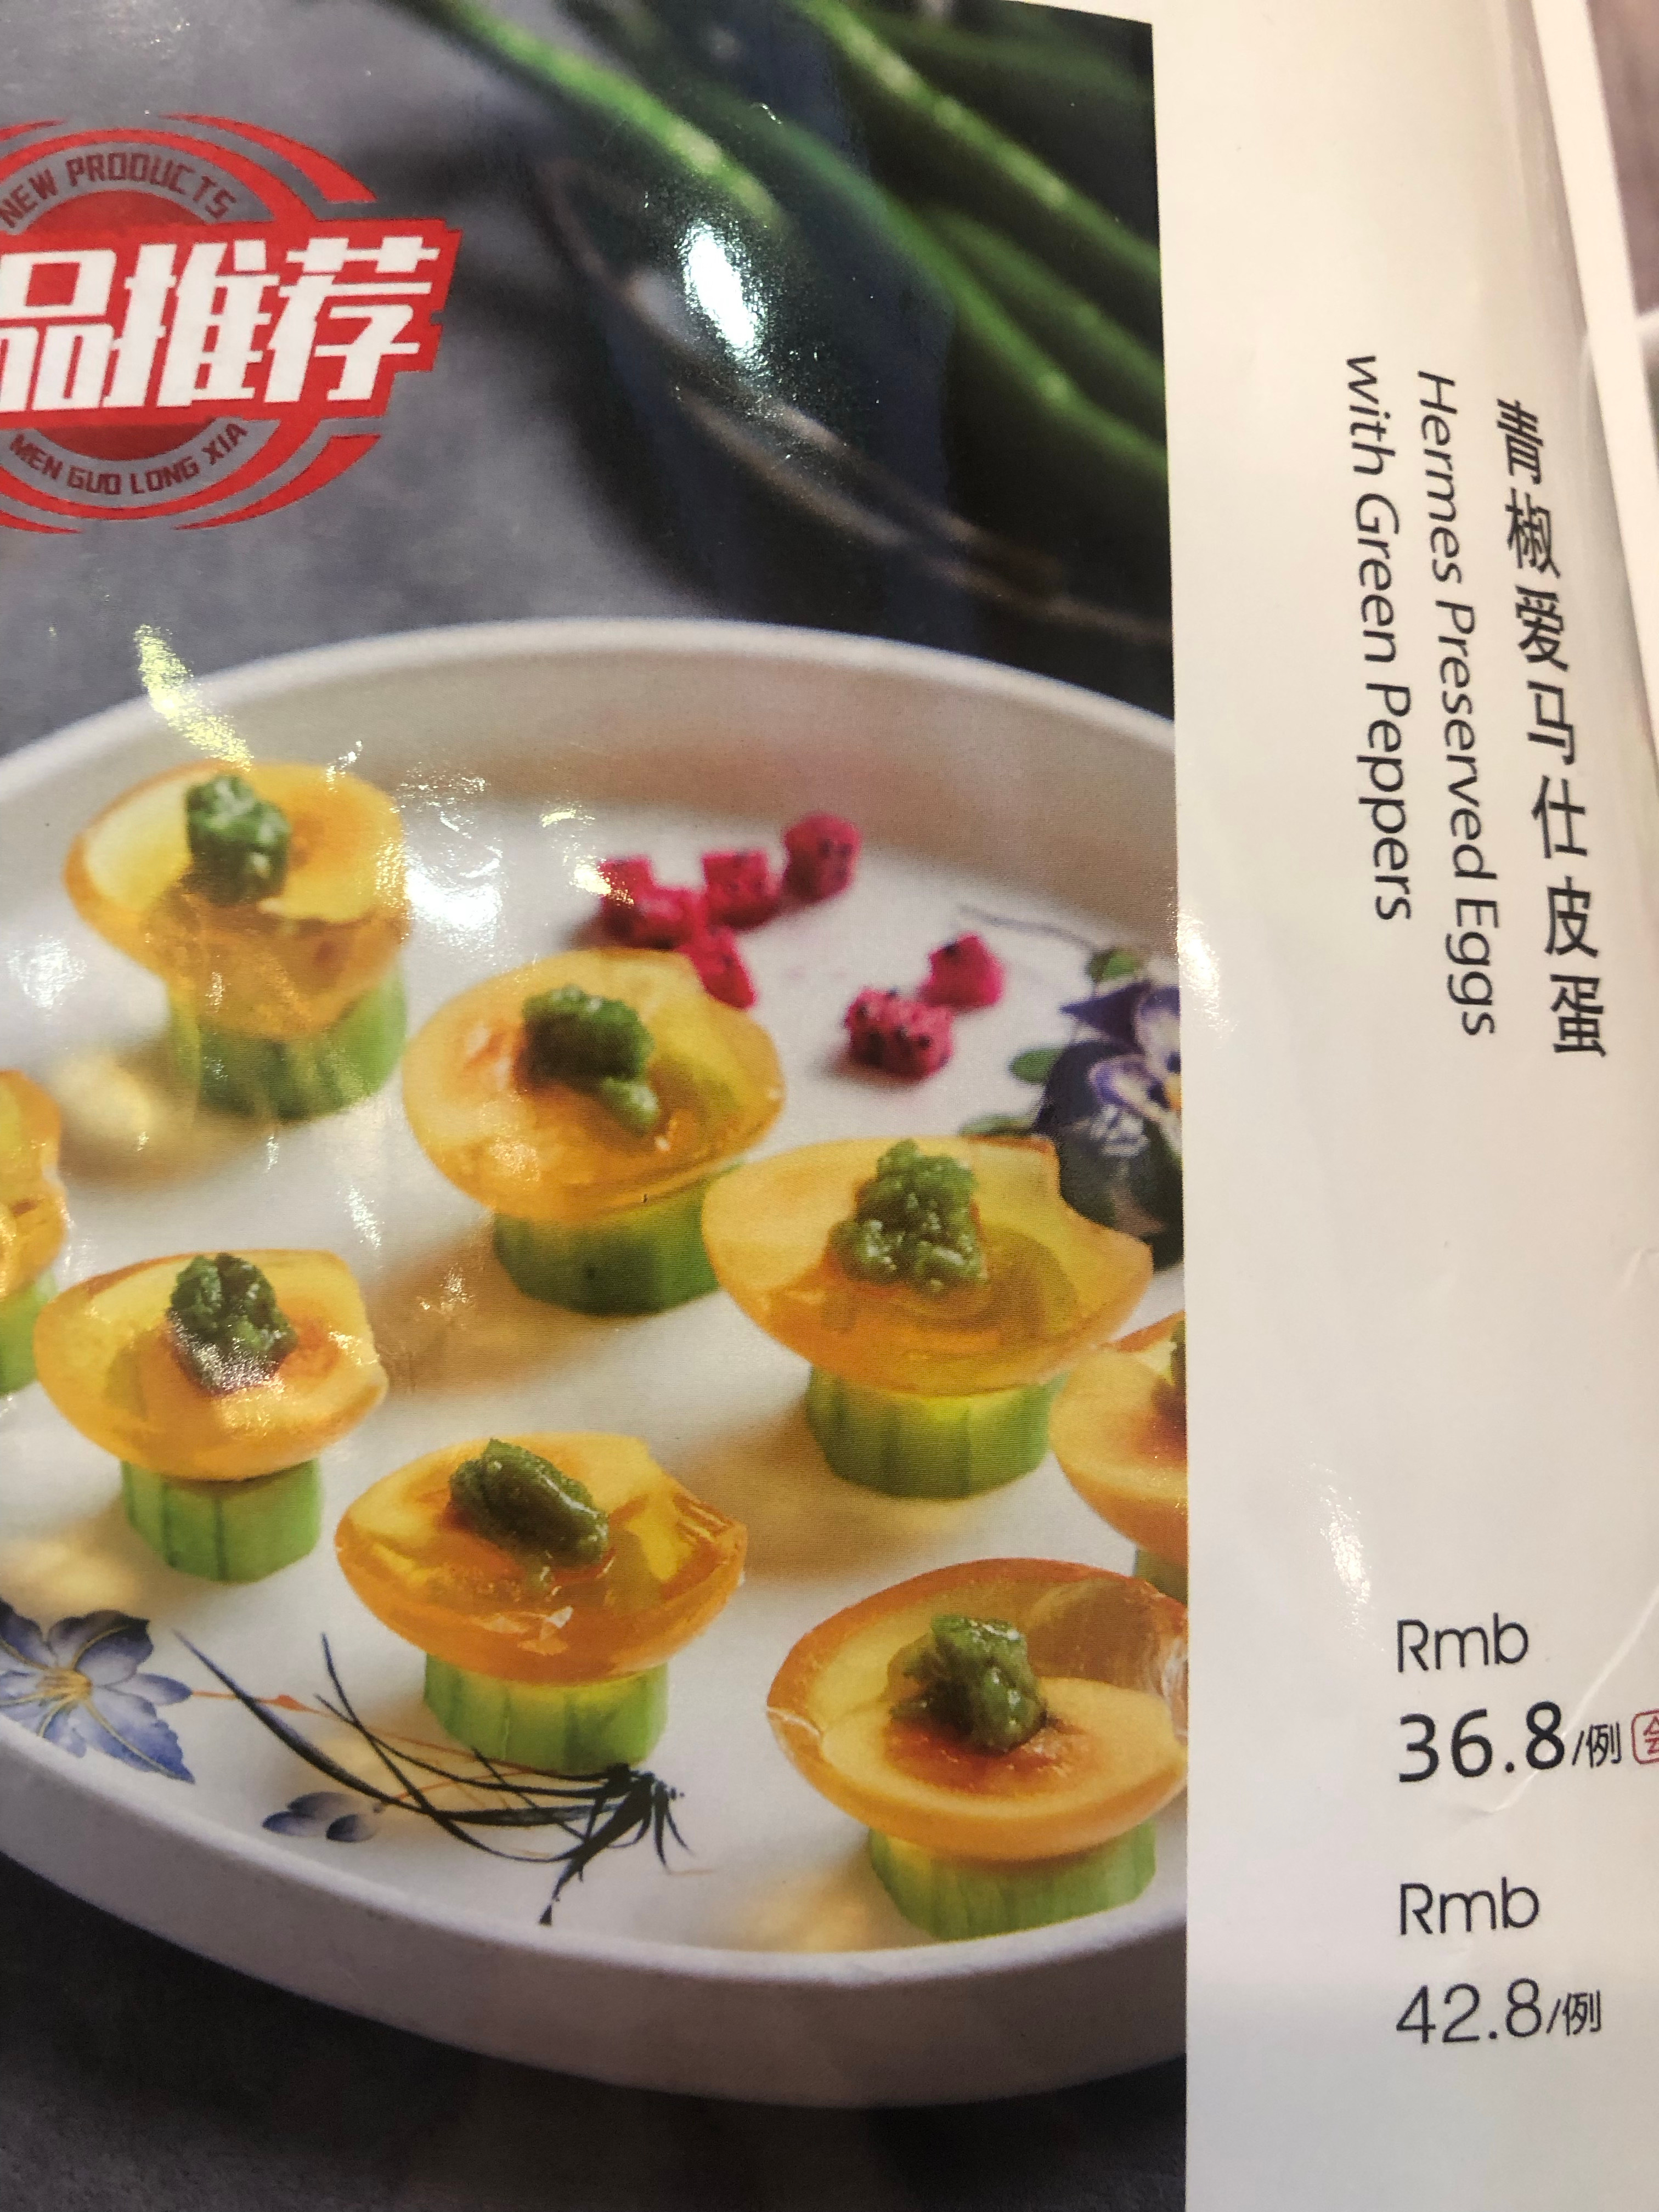 NEW PRODUCTS
品推荐
MEN GUO LONG XIA
青椒爱马仕皮蛋
Hermes Preserved Eggs
with Green Peppers
Rmb
36.8/例
Rmb
42.8/例